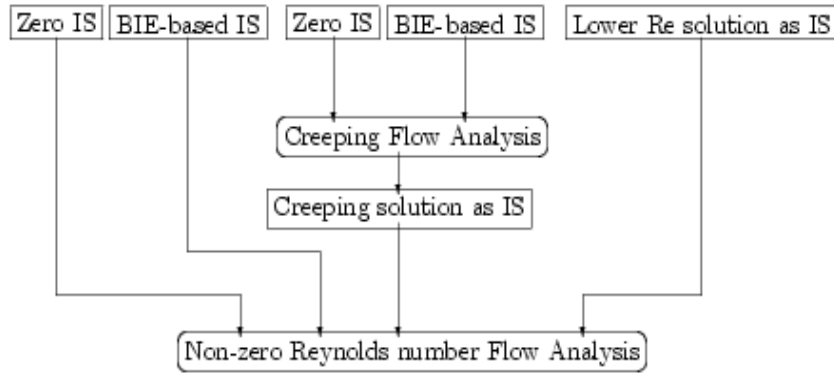 Zero IS
BIE-based IS
Zero IS
BIE-based IS
Lower Re solution as IS
Creeping Flow Analysis
Creeping solution as IS
Non-zero Reynolds number Flow Analysis